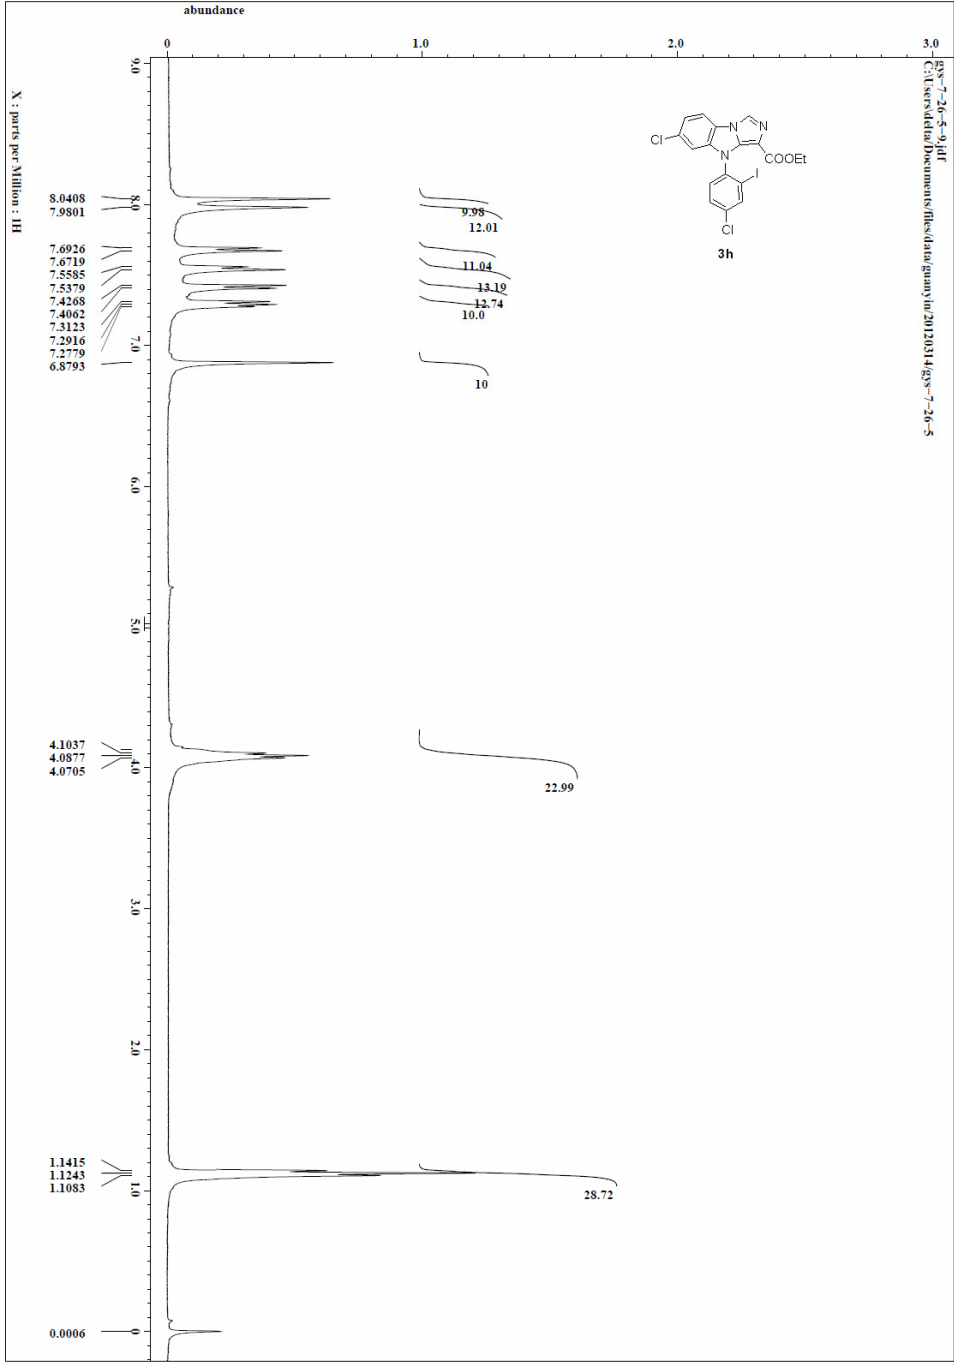 abundance
0 1.0 2.0 3.0
gys-7-26-5-9.jdf
C:\Users\delta\Documents\files\data\guanyin\20120314\gys-7-26-5
X : parts per Million : 1H
9.0
8.0
7.0
6.0
5.0
4.0
3.0
2.0
1.0
0
8.0408
7.9801
7.6926
7.6719
7.5585
7.5379
7.4268
7.4062
7.3123
7.2916
7.2779
6.8793
4.1037
4.0877
4.0705
1.1415
1.1243
1.1083
0.0006
9.98
12.01
11.04
13.19
12.74
10.0
10
22.99
28.72
N
N
Cl
N
COOEt
I
Cl
3h